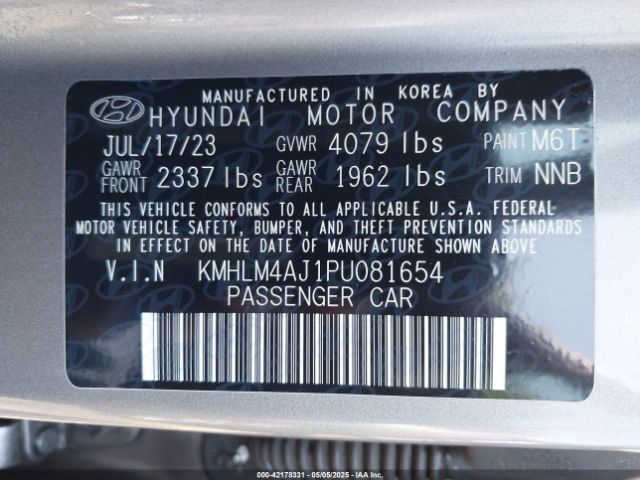 MANUFACTURED IN KOREA BY
HYUNDAI MOTOR COMPANY
JUL/17/23 GVWR 4079 lbs PAINT M6T
GAWR FRONT 2337 lbs GAWR REAR 1962 lbs TRIM NNB
THIS VEHICLE CONFORMS TO ALL APPLICABLE U.S.A. FEDERAL
MOTOR VEHICLE SAFETY, BUMPER, AND THEFT PREVENTION STANDARDS
IN EFFECT ON THE DATE OF MANUFACTURE SHOWN ABOVE.
V.I.N KMHLM4AJ1PU081654
PASSENGER CAR
000-42178331 - 05/05/2025 - IAAI, Inc.